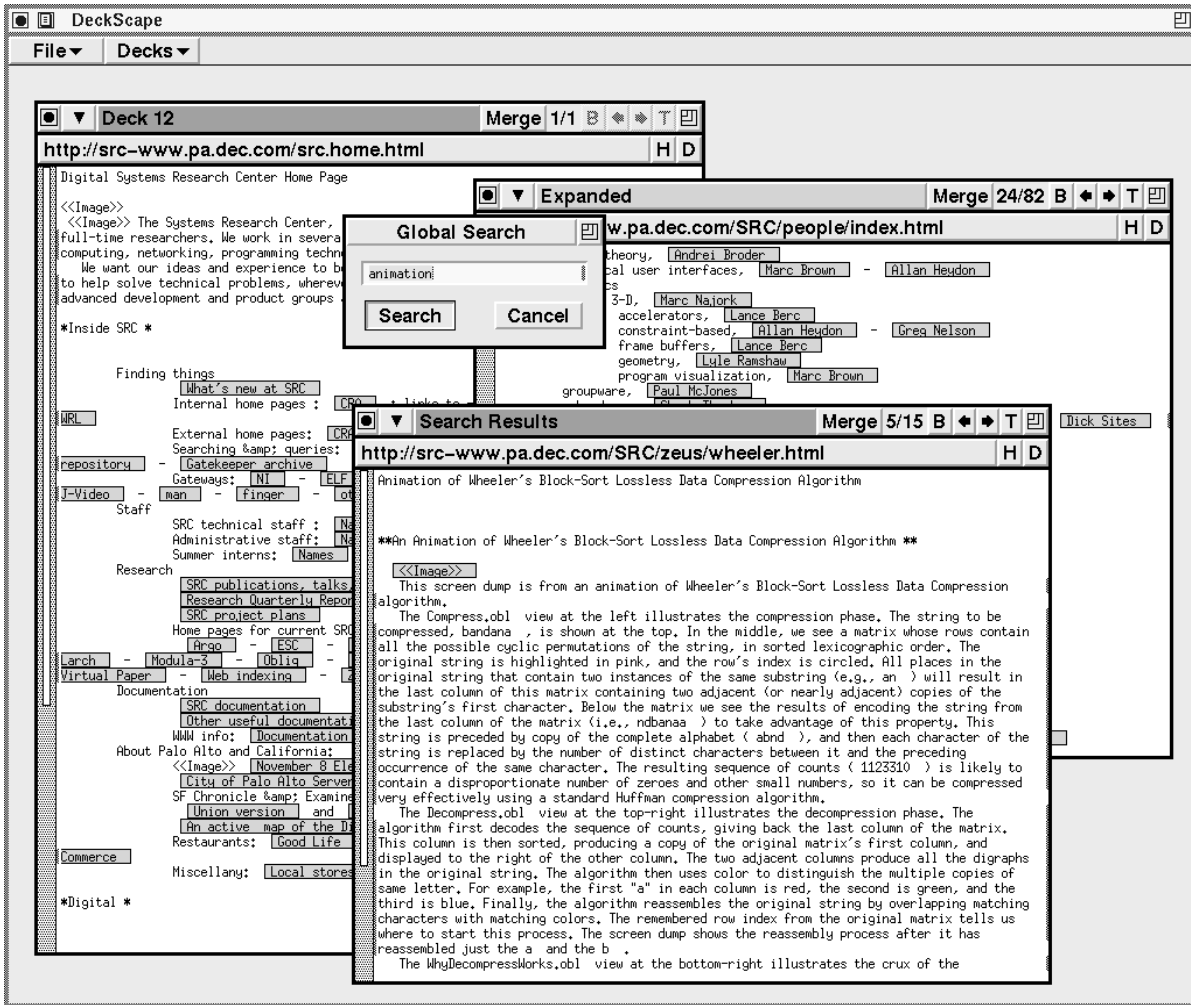 DeckScape
File Decks
Deck 12 Merge 1/1 B T
http://src-www.pa.dec.com/src.home.html H D
Digital Systems Research Center Home Page
<<Image>>
<<Image>> The Systems Research Center,
full-time researchers. We work in severa
computing, networking, programming techn
We want our ideas and experience to be
to help solve technical problems, whereve
advanced development and product groups
*Inside SRC *
Finding things
What's new at SRC
Internal home pages :
WRL
External home pages: CRA
Searching &amp; queries:
repository - Gatekeeper archive
Gateways: NI - ELF
J-Video - man - finger - ot
Staff
SRC technical staff : Na
Administrative staff: Na
Summer interns: Names
Research
SRC publications, talks,
Research Quarterly Repor
SRC project plans
Home pages for current SRC
Argo - ESC -
Larch - Modula-3 - Obliq -
Virtual Paper - Web indexing -
Documentation
SRC documentation
Other useful documentati
WWW info: Documentation
About Palo Alto and California:
<<Image>> November 8 Ele
City of Palo Alto Server
SF Chronicle &amp; Examine
Union version and
An active map of the Di
Restaurants: Good Life
Commerce
Miscellany: Local stores
*Digital *
Expanded Merge 24/82 B T
w.pa.dec.com/SRC/people/index.html H D
theory, Andrei Broder
cal user interfaces, Marc Brown - Allan Heydon
cs
3-D, Marc Najork
accelerators, Lance Berc
constraint-based, Allan Heydon - Greg Nelson
frame buffers, Lance Berc
geometry, Lyle Ramshaw
program visualization, Marc Brown
groupware, Paul McJones
Dick Sites
Global Search
animation
Search Cancel
Search Results Merge 5/15 B T
http://src-www.pa.dec.com/SRC/zeus/wheeler.html H D
Animation of Wheeler's Block-Sort Lossless Data Compression Algorithm
**An Animation of Wheeler's Block-Sort Lossless Data Compression Algorithm **
<<Image>>
This screen dump is from an animation of Wheeler's Block-Sort Lossless Data Compression
algorithm.
The Compress.obl view at the left illustrates the compression phase. The string to be
compressed, bandana , is shown at the top. In the middle, we see a matrix whose rows contain
all the possible cyclic permutations of the string, in sorted lexicographic order. The
original string is highlighted in pink, and the row's index is circled. All places in the
original string that contain two instances of the same substring (e.g., an ) will result in
the last column of this matrix containing two adjacent (or nearly adjacent) copies of the
substring's first character. Below the matrix we see the results of encoding the string from
the last column of the matrix (i.e., ndbanaa ) to take advantage of this property. This
string is preceded by copy of the complete alphabet ( abnd ), and then each character of the
string is replaced by the number of distinct characters between it and the preceding
occurrence of the same character. The resulting sequence of counts ( 1123310 ) is likely to
contain a disproportionate number of zeroes and other small numbers, so it can be compressed
very effectively using a standard Huffman compression algorithm.
The Decompress.obl view at the top-right illustrates the decompression phase. The
algorithm first decodes the sequence of counts, giving back the last column of the matrix.
This column is then sorted, producing a copy of the original matrix's first column, and
displayed to the right of the other column. The two adjacent columns produce all the digraphs
in the original string. The algorithm then uses color to distinguish the multiple copies of
same letter. For example, the first "a" in each column is red, the second is green, and the
third is blue. Finally, the algorithm reassembles the original string by overlapping matching
characters with matching colors. The remembered row index from the original matrix tells us
where to start this process. The screen dump shows the reassembly process after it has
reassembled just the a and the b .
The WhyDecompressWorks.obl view at the bottom-right illustrates the crux of the